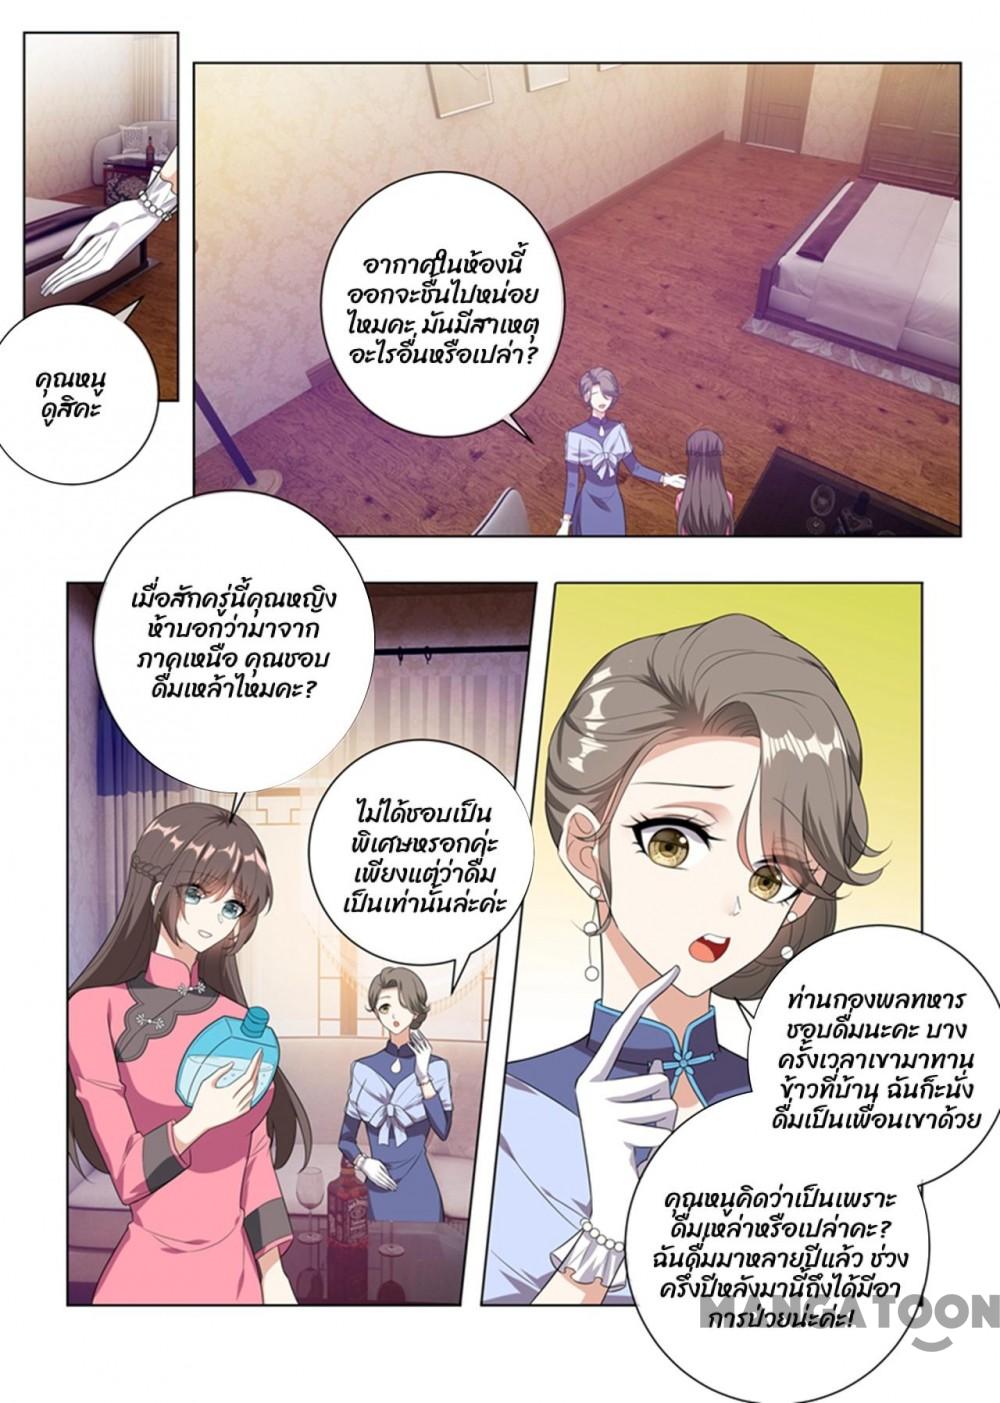 คุณหนู
ดูสิคะ
อากาศในห้องนี้
ออกจะชื้นไปหน่อย
ไหมคะ มันมีสาเหตุ
อะไรอื่นหรือเปล่า?
เมื่อสักครู่นี้คุณหญิง
ห้าบอกว่ามาจาก
ภาคเหนือ คุณชอบ
ดื่มเหล้าไหมคะ?
ไม่ได้ชอบเป็น
พิเศษหรอกค่ะ
เพียงแต่ว่าดื่ม
เป็นเท่านั้นล่ะค่ะ
ท่านกองพลทหาร
ชอบดื่มนะคะ บาง
ครั้งเวลาเขามาทาน
ข้าวที่บ้าน ฉันก็ะนั่ง
ดื่มเป็นเพื่อนเขาด้วย
คุณหนูคิดว่าเป็นเพราะ
ดื่มเหล่าหรือเปล่าคะ?
ฉันดื่มมาหลายปีแล้ว ช่วง
ครึ่งปีหลังมานี้ถึงได้มีอา
การป่วยน่ะค่ะ!
MANGATOON